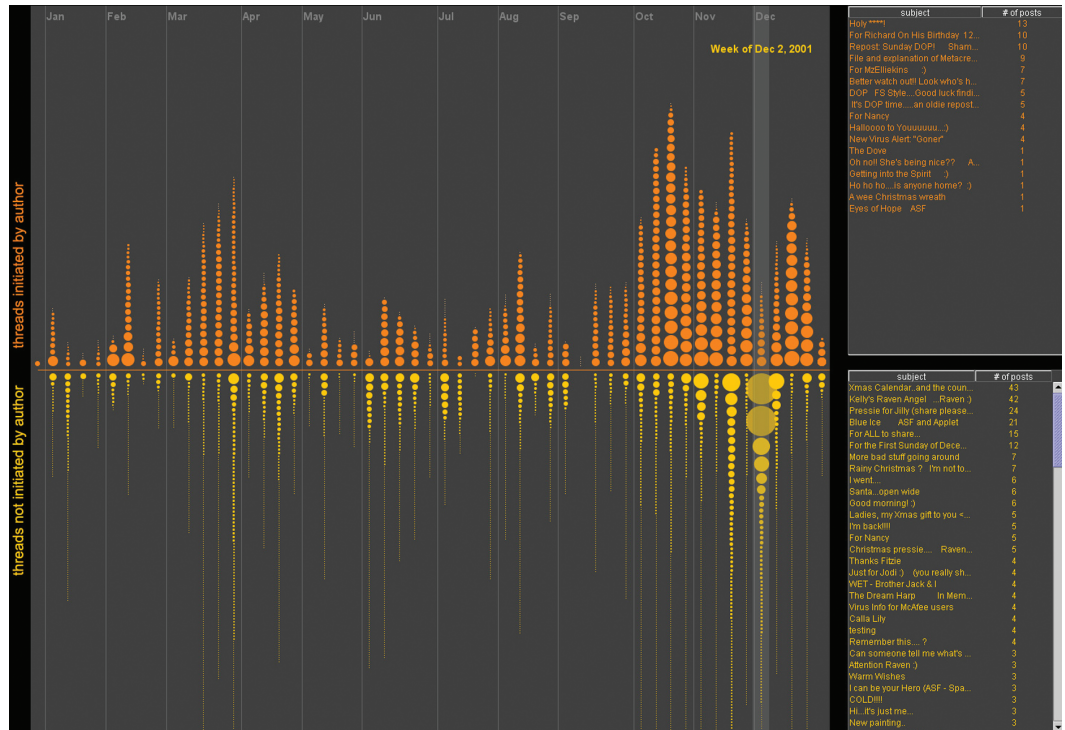 Jan Feb Mar Apr May Jun Jul Aug Sep Oct Nov Dec
Week of Dec 2, 2001
threads initiated by author
threads not initiated by author
subject # of posts
Holy ****! 13
For Richard On His Birthday 12... 10
Repost: Sunday DOP! Sham... 10
File and explanation of Metacre... 9
For MzElliekins :) 7
Better watch out!! Look who's h... 7
DOP FS Style....Good luck findi... 5
It's DOP time.....an oldie repost... 5
For Nancy 4
Halloooo to Youuuuuu...:) 4
New Virus Alert: "Goner" 4
The Dove 1
Oh no!! She's being nice?? A... 1
Getting into the Spirit :) 1
Ho ho ho....is anyone home? :) 1
A wee Christmas wreath 1
Eyes of Hope ASF 1
subject # of posts
Xmas Calendar..and the coun... 43
Kelly's Raven Angel ...Raven :) 42
Pressie for Jilly (share please... 24
Blue Ice ASF and Applet 21
For ALL to share... 15
For the First Sunday of Dece... 12
More bad stuff going around 7
Rainy Christmas ? I'm not to... 7
I went.... 6
Santa...open wide 6
Good morning! :) 6
Ladies, my Xmas gift to you <... 5
I'm back!!!! 5
For Nancy 5
Christmas pressie.... Raven... 5
Thanks Fitzie 4
Just for Jodi :) (you really sh... 4
WET - Brother Jack & I 4
The Dream Harp In Mem... 4
Virus Info for McAfee users 4
Calla Lily 4
testing 4
Remember this.... ? 4
Can someone tell me what's ... 3
Attention Raven :) 3
Warm Wishes 3
I can be your Hero (ASF - Spa... 3
COLD!!!! 3
Hi...it's just me... 3
New painting.. 3